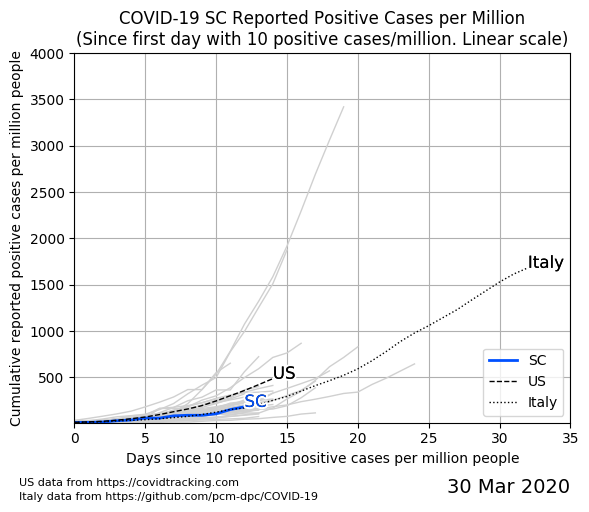 COVID-19 SC Reported Positive Cases per Million
(Since first day with 10 positive cases/million. Linear scale)
Cumulative reported positive cases per million people
4000
3500
3000
2500
2000
1500
1000
500
Italy
US
SC
SC
US
Italy
0 5 10 15 20 25 30 35
Days since 10 reported positive cases per million people
US data from https://covidtracking.com
Italy data from https://github.com/pcm-dpc/COVID-19
30 Mar 2020